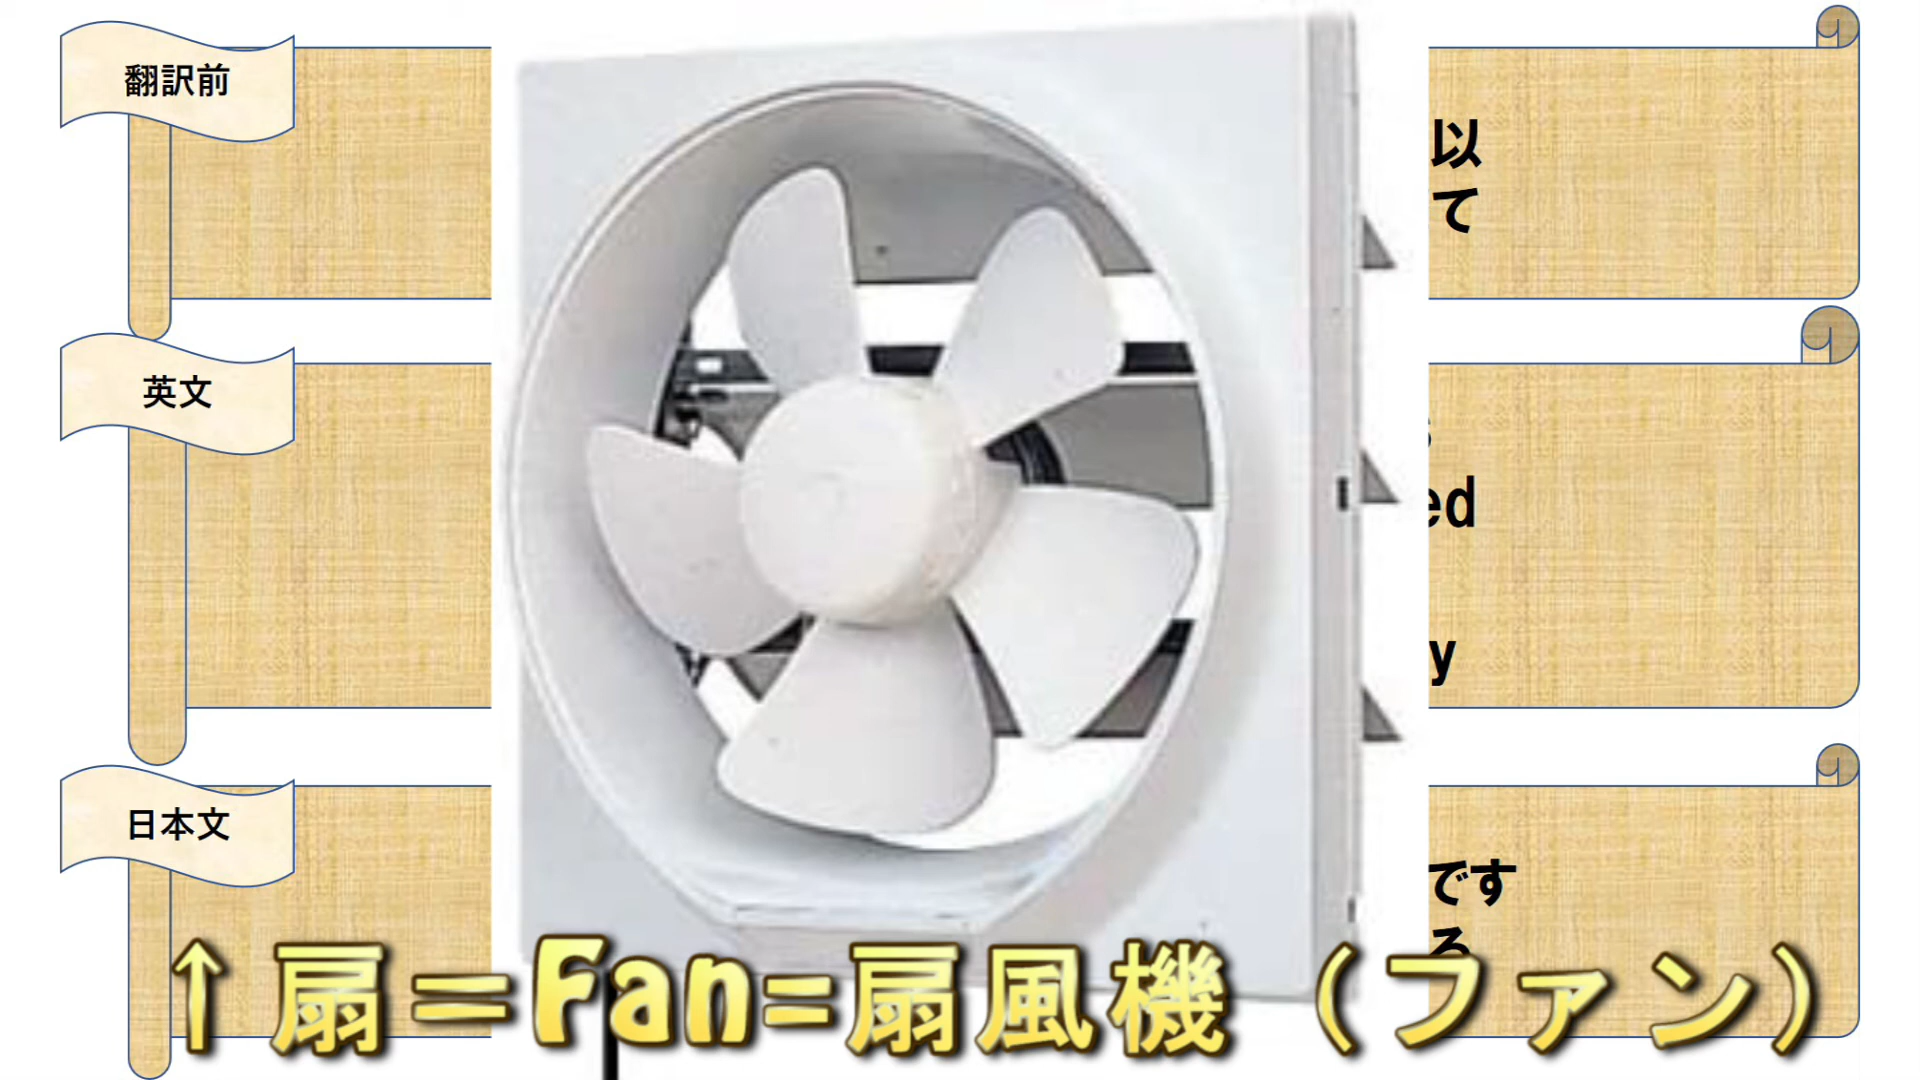 翻訳前
以
て
英文
ed
y
日本文
です
る
↑扇＝Fan=扇風機（ファン）